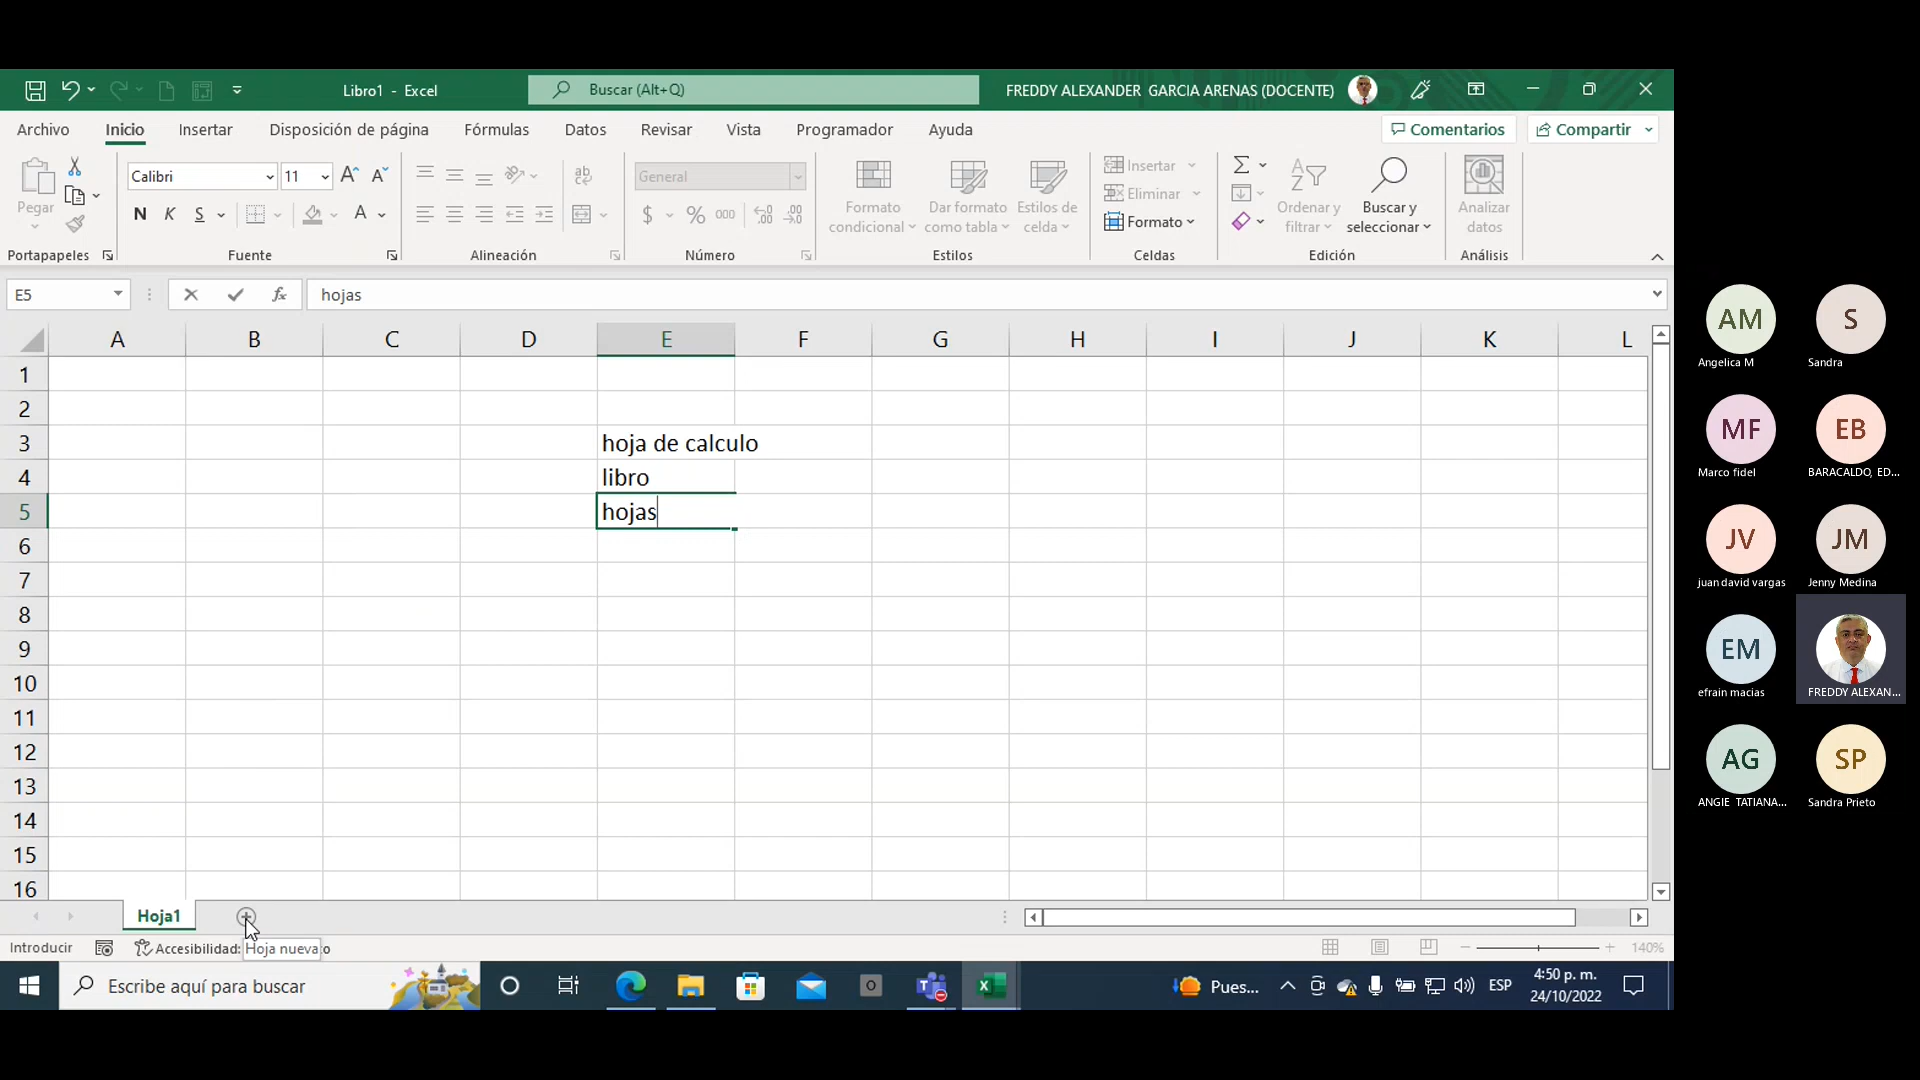 Libro1 - Excel
Buscar (Alt+Q)
FREDDY ALEXANDER GARCIA ARENAS (DOCENTE)
Archivo Inicio Insertar Disposición de página Fórmulas Datos Revisar Vista Programador Ayuda
Comentarios Compartir
Pegar
Calibri 11
N K S
General
$ % 000
Formato condicional
Dar formato como tabla
Estilos de celda
Insertar
Eliminar
Formato
Ordenar y filtrar
Buscar y seleccionar
Analizar datos
Portapapeles Fuente Alineación Número Estilos Celdas Edición Análisis
E5 fx hojas
A B C D E F G H I J K L
1
2
3 hoja de calculo
4 libro
5 hojas
6
7
8
9
10
11
12
13
14
15
16
Hoja1
Introducir Accesibilidad: Hoja nueva o 140%
Escribe aquí para buscar
Pues... ESP
4:50 p. m.
24/10/2022
AM S
Angelica M Sandra
MF EB
Marco fidel BARACALDO, ED...
JV JM
juan david vargas Jenny Medina
EM
efrain macias FREDDY ALEXAN...
AG SP
ANGIE TATIANA... Sandra Prieto